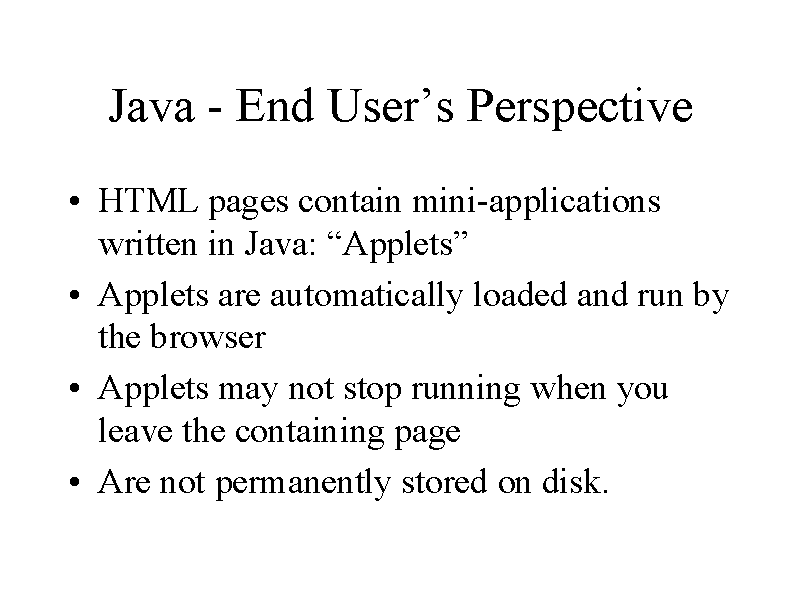 Java - End User’s Perspective
• HTML pages contain mini-applications
written in Java: “Applets”
• Applets are automatically loaded and run by
the browser
• Applets may not stop running when you
leave the containing page
• Are not permanently stored on disk.